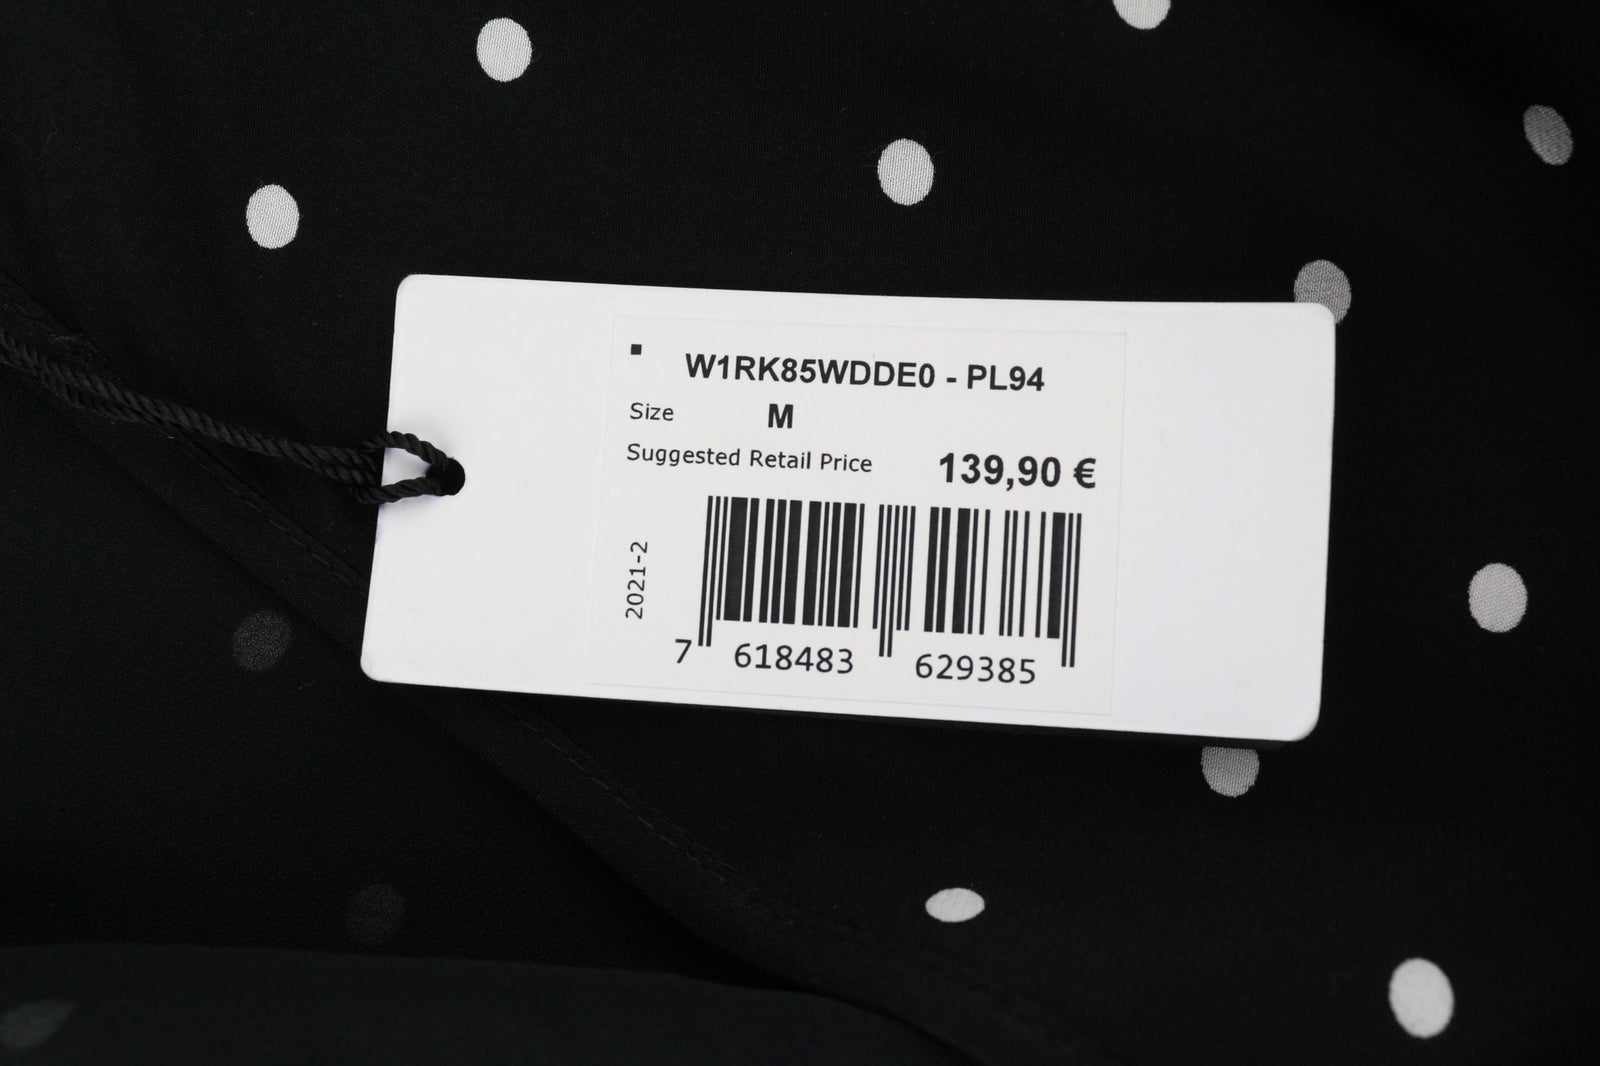 W1RK85WDDE0 - PL94
Size M
Suggested Retail Price 139,90 €
2021-2
7 618483 629385